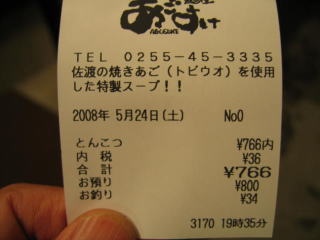 あごすけ
AGOSUKE
TEL 0255-45-3335
佐渡の焼きあご(トビウオ)を使用
した特製スープ!!
2008年 5月24日(土) No0
とんこつ ¥766内
内 税 ¥36
合 計 ¥766
お預り ¥800
お釣り ¥34
3170 19時35分